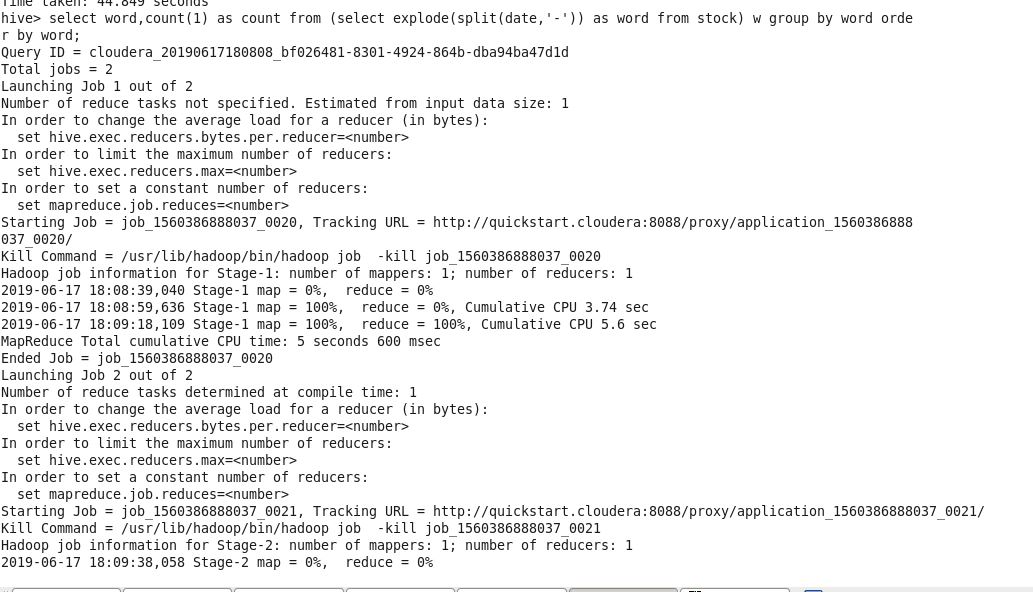 Time taken: 44.849 seconds
hive> select word,count(1) as count from (select explode(split(date,'-')) as word from stock) w group by word orde
r by word;
Query ID = cloudera_20190617180808_bf026481-8301-4924-864b-dba94ba47d1d
Total jobs = 2
Launching Job 1 out of 2
Number of reduce tasks not specified. Estimated from input data size: 1
In order to change the average load for a reducer (in bytes):
  set hive.exec.reducers.bytes.per.reducer=<number>
In order to limit the maximum number of reducers:
  set hive.exec.reducers.max=<number>
In order to set a constant number of reducers:
  set mapreduce.job.reduces=<number>
Starting Job = job_1560386888037_0020, Tracking URL = http://quickstart.cloudera:8088/proxy/application_1560386888
037_0020/
Kill Command = /usr/lib/hadoop/bin/hadoop job  -kill job_1560386888037_0020
Hadoop job information for Stage-1: number of mappers: 1; number of reducers: 1
2019-06-17 18:08:39,040 Stage-1 map = 0%,  reduce = 0%
2019-06-17 18:08:59,636 Stage-1 map = 100%,  reduce = 0%, Cumulative CPU 3.74 sec
2019-06-17 18:09:18,109 Stage-1 map = 100%,  reduce = 100%, Cumulative CPU 5.6 sec
MapReduce Total cumulative CPU time: 5 seconds 600 msec
Ended Job = job_1560386888037_0020
Launching Job 2 out of 2
Number of reduce tasks determined at compile time: 1
In order to change the average load for a reducer (in bytes):
  set hive.exec.reducers.bytes.per.reducer=<number>
In order to limit the maximum number of reducers:
  set hive.exec.reducers.max=<number>
In order to set a constant number of reducers:
  set mapreduce.job.reduces=<number>
Starting Job = job_1560386888037_0021, Tracking URL = http://quickstart.cloudera:8088/proxy/application_1560386888037_0021/
Kill Command = /usr/lib/hadoop/bin/hadoop job  -kill job_1560386888037_0021
Hadoop job information for Stage-2: number of mappers: 1; number of reducers: 1
2019-06-17 18:09:38,058 Stage-2 map = 0%,  reduce = 0%